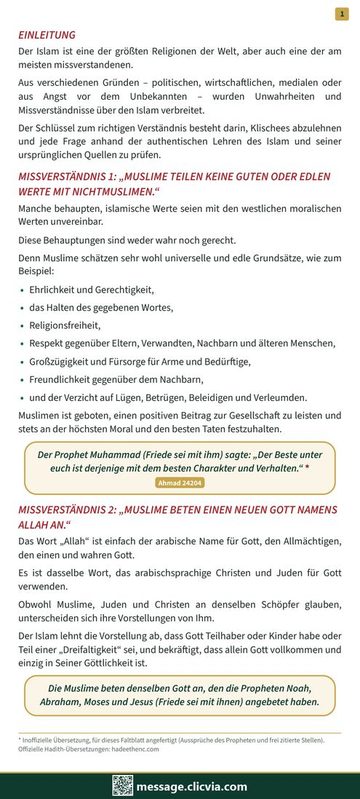 1
EINLEITUNG
Der Islam ist eine der größten Religionen der Welt, aber auch eine der am
meisten missverstandenen.
Aus verschiedenen Gründen – politischen, wirtschaftlichen, medialen oder
aus Angst vor dem Unbekannten – wurden Unwahrheiten und
Missverständnisse über den Islam verbreitet.
Der Schlüssel zum richtigen Verständnis besteht darin, Klischees abzulehnen
und jede Frage anhand der authentischen Lehren des Islam und seiner
ursprünglichen Quellen zu prüfen.
MISSVERSTÄNDNIS 1: „MUSLIME TEILEN KEINE GUTEN ODER EDLEN
WERTE MIT NICHTMUSLIMEN.“
Manche behaupten, islamische Werte seien mit den westlichen moralischen
Werten unvereinbar.
Diese Behauptungen sind weder wahr noch gerecht.
Denn Muslime schätzen sehr wohl universelle und edle Grundsätze, wie zum
Beispiel:
• Ehrlichkeit und Gerechtigkeit,
• das Halten des gegebenen Wortes,
• Religionsfreiheit,
• Respekt gegenüber Eltern, Verwandten, Nachbarn und älteren Menschen,
• Großzügigkeit und Fürsorge für Arme und Bedürftige,
• Freundlichkeit gegenüber dem Nachbarn,
• und der Verzicht auf Lügen, Betrügen, Beleidigen und Verleumden.
Muslimen ist geboten, einen positiven Beitrag zur Gesellschaft zu leisten und
stets an der höchsten Moral und den besten Taten festzuhalten.
Der Prophet Muhammad (Friede sei mit ihm) sagte: „Der Beste unter
euch ist derjenige mit dem besten Charakter und Verhalten.“ *
Ahmad 24204
MISSVERSTÄNDNIS 2: „MUSLIME BETEN EINEN NEUEN GOTT NAMENS
ALLAH AN.“
Das Wort „Allah“ ist einfach der arabische Name für Gott, den Allmächtigen,
den einen und wahren Gott.
Es ist dasselbe Wort, das arabischsprachige Christen und Juden für Gott
verwenden.
Obwohl Muslime, Juden und Christen an denselben Schöpfer glauben,
unterscheiden sich ihre Vorstellungen von Ihm.
Der Islam lehnt die Vorstellung ab, dass Gott Teilhaber oder Kinder habe oder
Teil einer „Dreifaltigkeit“ sei, und bekräftigt, dass allein Gott vollkommen und
einzig in Seiner Göttlichkeit ist.
Die Muslime beten denselben Gott an, den die Propheten Noah,
Abraham, Moses und Jesus (Friede sei mit ihnen) angebetet haben.
* Inoffizielle Übersetzung, für dieses Faltblatt angefertigt (Aussprüche des Propheten und frei zitierte Stellen).
Offizielle Hadith-Übersetzungen: hadeethenc.com
message.clicvia.com